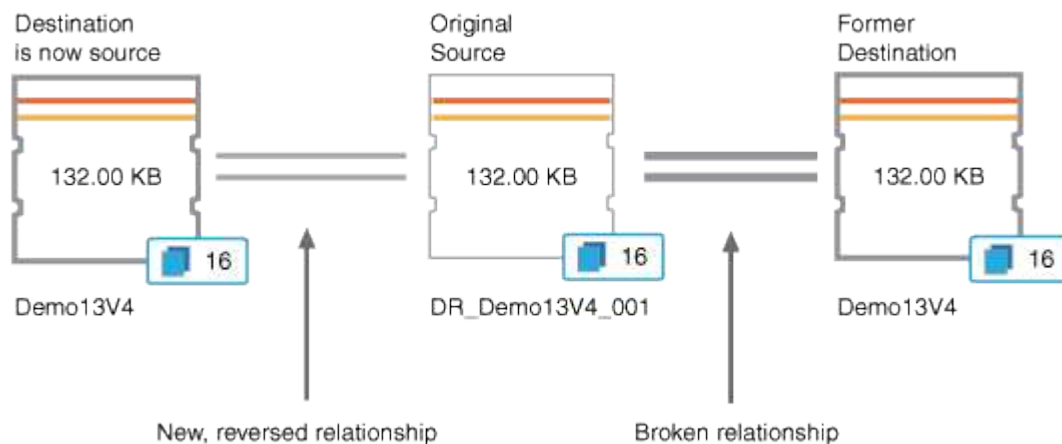 Destination
is now source
Original
Source
Former
Destination
132.00 KB
132.00 KB
132.00 KB
16
16
16
Demo13V4
DR_Demo13V4_001
Demo13V4
New, reversed relationship
Broken relationship